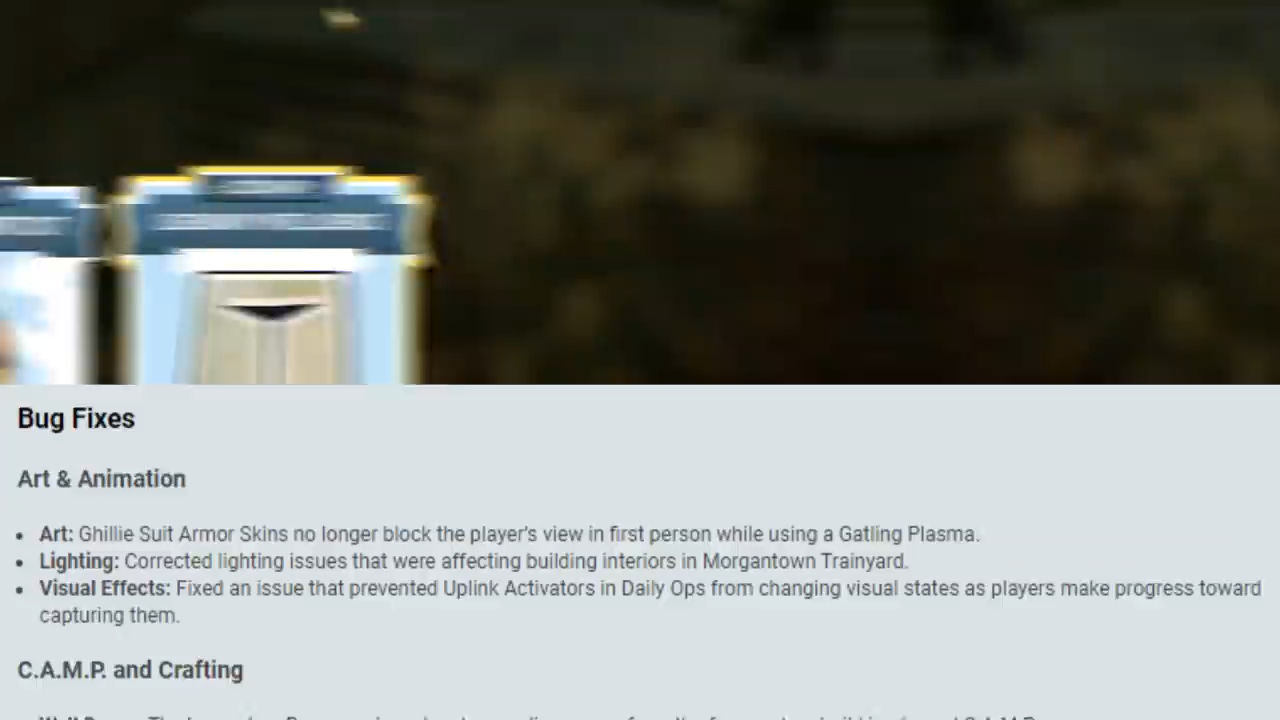 Bug Fixes
Art & Animation
• Art: Ghillie Suit Armor Skins no longer block the player's view in first person while using a Gatling Plasma.
• Lighting: Corrected lighting issues that were affecting building interiors in Morgantown Trainyard.
• Visual Effects: Fixed an issue that prevented Uplink Activators in Daily Ops from changing visual states as players make progress toward
capturing them.
C.A.M.P. and Crafting